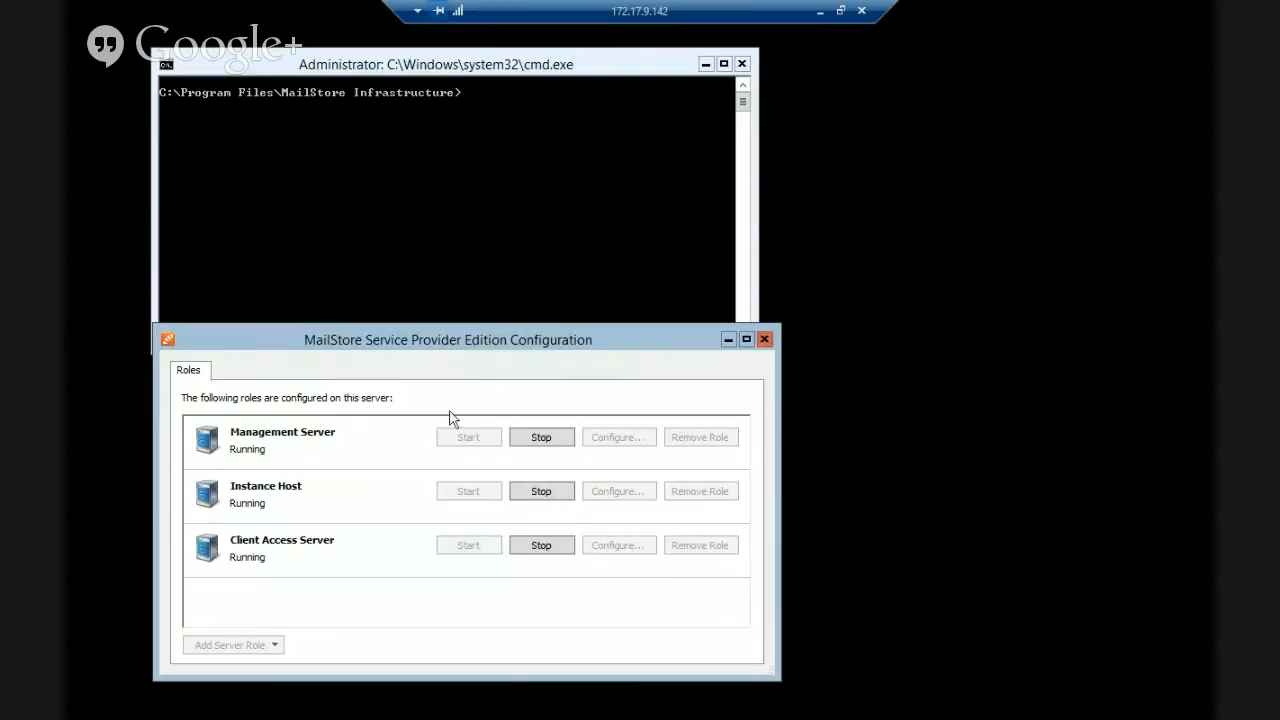 172.17.9.142
Google+
Administrator: C:\Windows\system32\cmd.exe
C:\Program Files\MailStore Infrastructure>
MailStore Service Provider Edition Configuration
Roles
The following roles are configured on this server:
Management Server
Running
Start Stop Configure... Remove Role
Instance Host
Running
Start Stop Configure... Remove Role
Client Access Server
Running
Start Stop Configure... Remove Role
Add Server Role